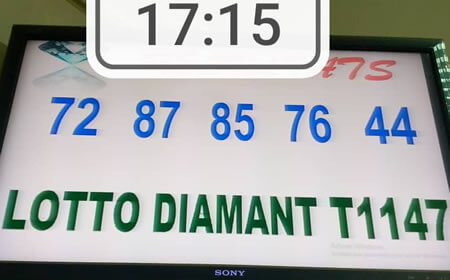 17:15
72 87 85 76 44
LOTTO DIAMANT T1147
SONY